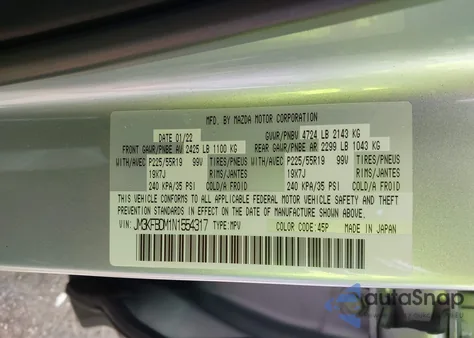 MFD. BY MAZDA MOTOR CORPORATION
DATE 01/22 GVWR/PNBV 4724 LB 2143 KG
FRONT GAWR/PNBE AV 2425 LB 1100 KG REAR GAWR/PNBE AR 2299 LB 1043 KG
WITH/AVEC P225/55R19 99V TIRES/PNEU WITH/AVEC P225/55R19 99V TIRES/PNEU
19X7J RIMS/JANTES 19X7J RIMS/JANTES
240 KPA/35 PSI COLD/FROID 240 KPA/35 PSI COLD/FROID
THIS VEHICLE CONFORMS TO ALL APPLICABLE FEDERAL MOTOR VEHICLE SAFETY AND THEFT
PREVENTION STANDARDS IN EFFECT ON THE DATE OF MANUFACTURE SHOWN ABOVE.
VIN: JM3KFBDM1N1554317 TYPE: MPV COLOR CODE: 45P MADE IN JAPAN
autaSnap